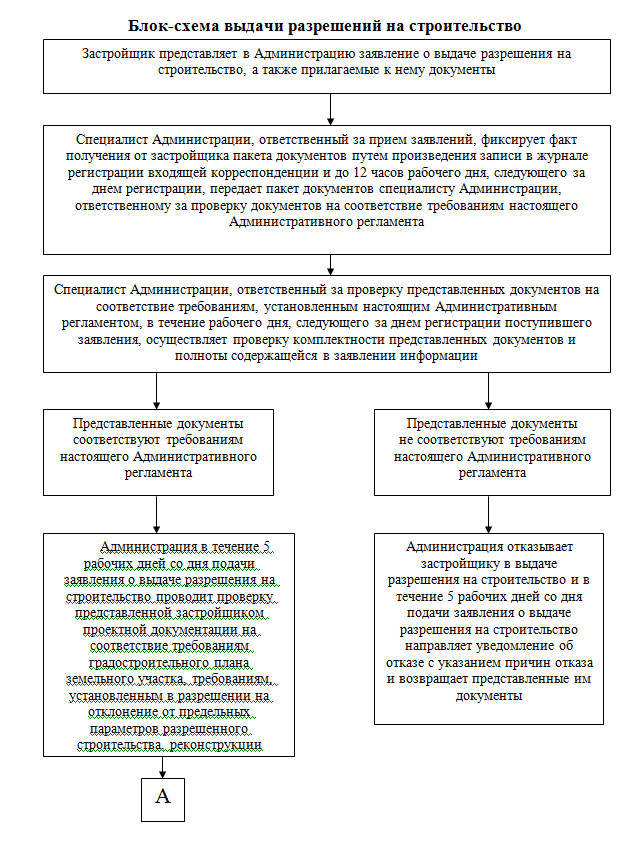 Блок-схема выдачи разрешений на строительство
Застройщик представляет в Администрацию заявление о выдаче разрешения на
строительство, а также прилагаемые к нему документы
Специалист Администрации, ответственный за прием заявлений, фиксирует факт
получения от застройщика пакета документов путем произведения записи в журнале
регистрации входящей корреспонденции и до 12 часов рабочего дня, следующего за
днем регистрации, передает пакет документов специалисту Администрации,
ответственному за проверку документов на соответствие требованиям настоящего
Административного регламента
Специалист Администрации, ответственный за проверку представленных документов на
соответствие требованиям, установленным настоящим Административным
регламентом, в течение рабочего дня, следующего за днем регистрации поступившего
заявления, осуществляет проверку комплектности представленных документов и
полноты содержащейся в заявлении информации
Представленные документы
соответствуют требованиям
настоящего Административного
регламента
Представленные документы
не соответствуют требованиям
настоящего Административного
регламента
Администрация в течение 5
рабочих дней со дня подачи
заявления о выдаче разрешения на
строительство проводит проверку
представленной застройщиком
проектной документации на
соответствие требованиям
градостроительного плана
земельного участка, требованиям,
установленным в разрешении на
отклонение от предельных
параметров разрешенного
строительства, реконструкции
Администрация отказывает
застройщику в выдаче
разрешения на строительство и в
течение 5 рабочих дней со дня
подачи заявления о выдаче
разрешения на строительство
направляет уведомление об
отказе с указанием причин отказа
и возвращает представленные им
документы
А